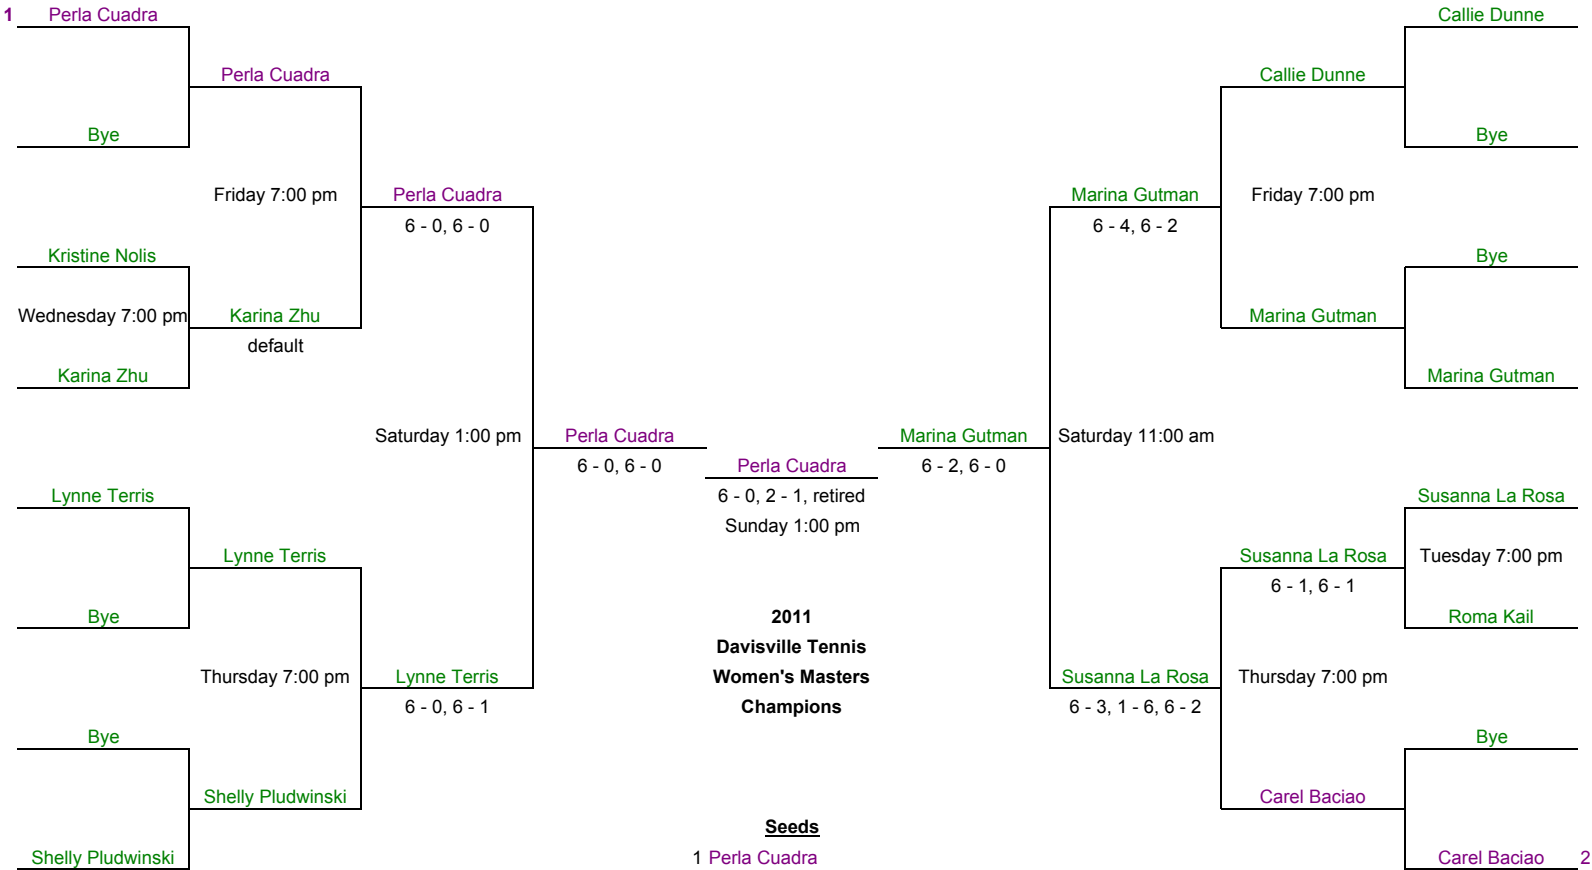 1 Perla Cuadra Callie Dunne
Perla Cuadra Callie Dunne
Bye Bye
Friday 7:00 pm Perla Cuadra Marina Gutman Friday 7:00 pm
6 - 0, 6 - 0 6 - 4, 6 - 2
Kristine Nolis Bye
Wednesday 7:00 pm Karina Zhu Marina Gutman
default
Karina Zhu Marina Gutman
Saturday 1:00 pm Perla Cuadra Marina Gutman Saturday 11:00 am
6 - 0, 6 - 0 Perla Cuadra 6 - 2, 6 - 0
Lynne Terris 6 - 0, 2 - 1, retired Susanna La Rosa
Sunday 1:00 pm
Lynne Terris Susanna La Rosa Tuesday 7:00 pm
6 - 1, 6 - 1
Bye 2011 Roma Kail
Davisville Tennis
Thursday 7:00 pm Lynne Terris Women's Masters Susanna La Rosa Thursday 7:00 pm
6 - 0, 6 - 1 Champions 6 - 3, 1 - 6, 6 - 2
Bye Bye
Shelly Pludwinski Carel Baciao
Seeds
Shelly Pludwinski 1 Perla Cuadra Carel Baciao 2